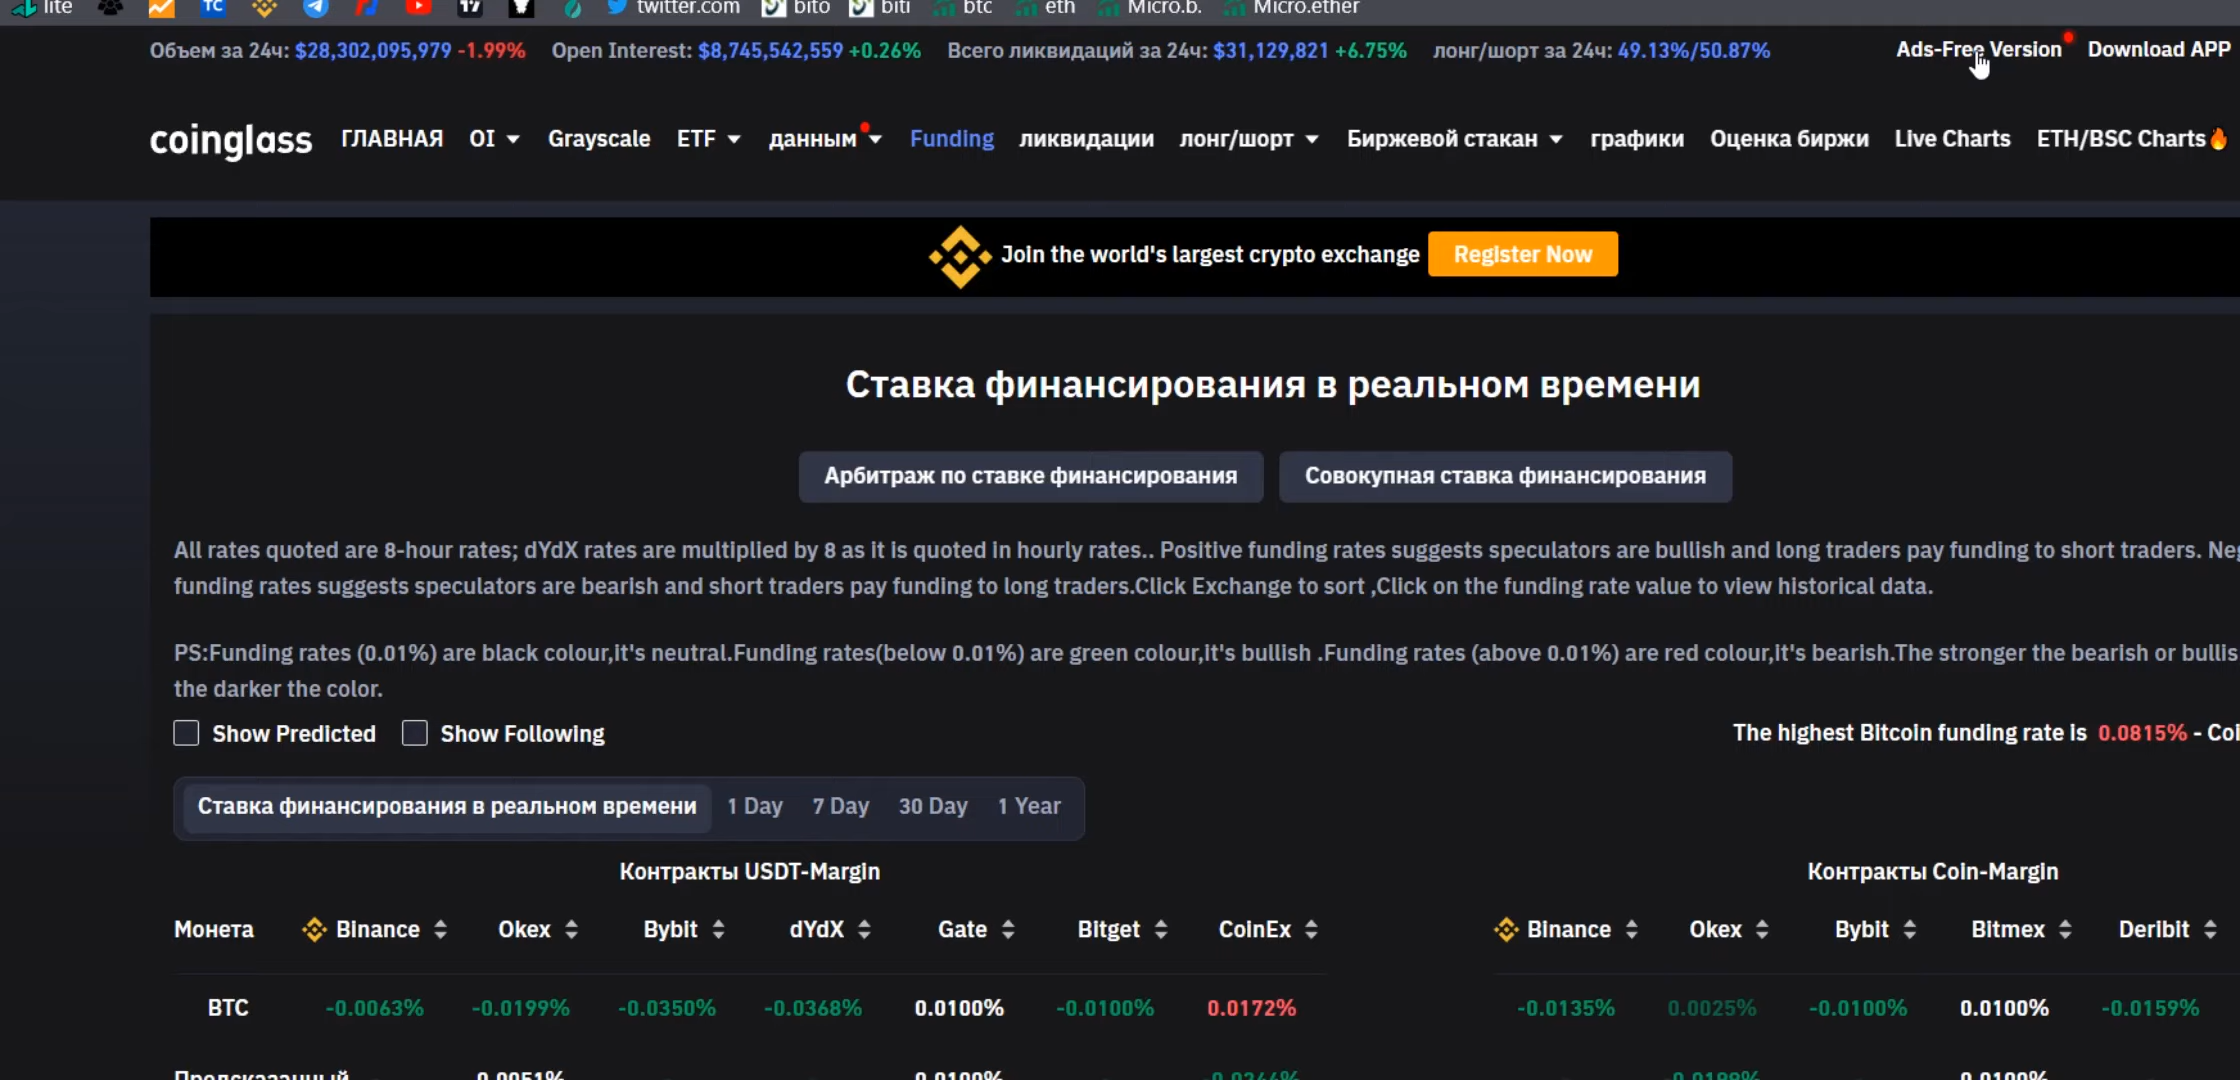 lite TC 17 twitter.com bito biti btc eth Micro.b. Micro.ether
Объем за 24ч: $28,302,095,979 -1.99% Open Interest: $8,745,542,559 +0.26% Всего ликвидаций за 24ч: $31,129,821 +6.75% лонг/шорт за 24ч: 49.13%/50.87% Ads-Free Version Download APP
coinglass ГЛАВНАЯ OI Grayscale ETF данным Funding ликвидации лонг/шорт Биржевой стакан графики Оценка биржи Live Charts ETH/BSC Charts
Join the world's largest crypto exchange Register Now
Ставка финансирования в реальном времени
Арбитраж по ставке финансирования Совокупная ставка финансирования
All rates quoted are 8-hour rates; dYdX rates are multiplied by 8 as it is quoted in hourly rates.. Positive funding rates suggests speculators are bullish and long traders pay funding to short traders. Neg
funding rates suggests speculators are bearish and short traders pay funding to long traders.Click Exchange to sort ,Click on the funding rate value to view historical data.
PS:Funding rates (0.01%) are black colour,it's neutral.Funding rates(below 0.01%) are green colour,it's bullish .Funding rates (above 0.01%) are red colour,it's bearish.The stronger the bearish or bullis
the darker the color.
Show Predicted Show Following The highest Bitcoin funding rate is 0.0815% - Coi
Ставка финансирования в реальном времени 1 Day 7 Day 30 Day 1 Year
Контракты USDT-Margin Контракты Coin-Margin
Монета Binance Okex Bybit dYdX Gate Bitget CoinEx Binance Okex Bybit Bitmex Deribit
BTC -0.0063% -0.0199% -0.0350% -0.0368% 0.0100% -0.0100% 0.0172% -0.0135% 0.0025% -0.0100% 0.0100% -0.0159%
Предсказанный 0.0051% 0.0100% 0.0100%